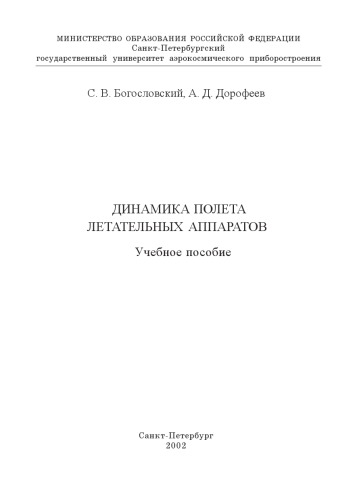 МИНИСТЕРСТВО ОБРАЗОВАНИЯ РОССИЙСКОЙ ФЕДЕРАЦИИ
Санкт-Петербургский
государственный университет аэрокосмического приборостроения
С. В. Богословский, А. Д. Дорофеев
ДИНАМИКА ПОЛЕТА
ЛЕТАТЕЛЬНЫХ АППАРАТОВ
Учебное пособие
Санкт-Петербург
2002